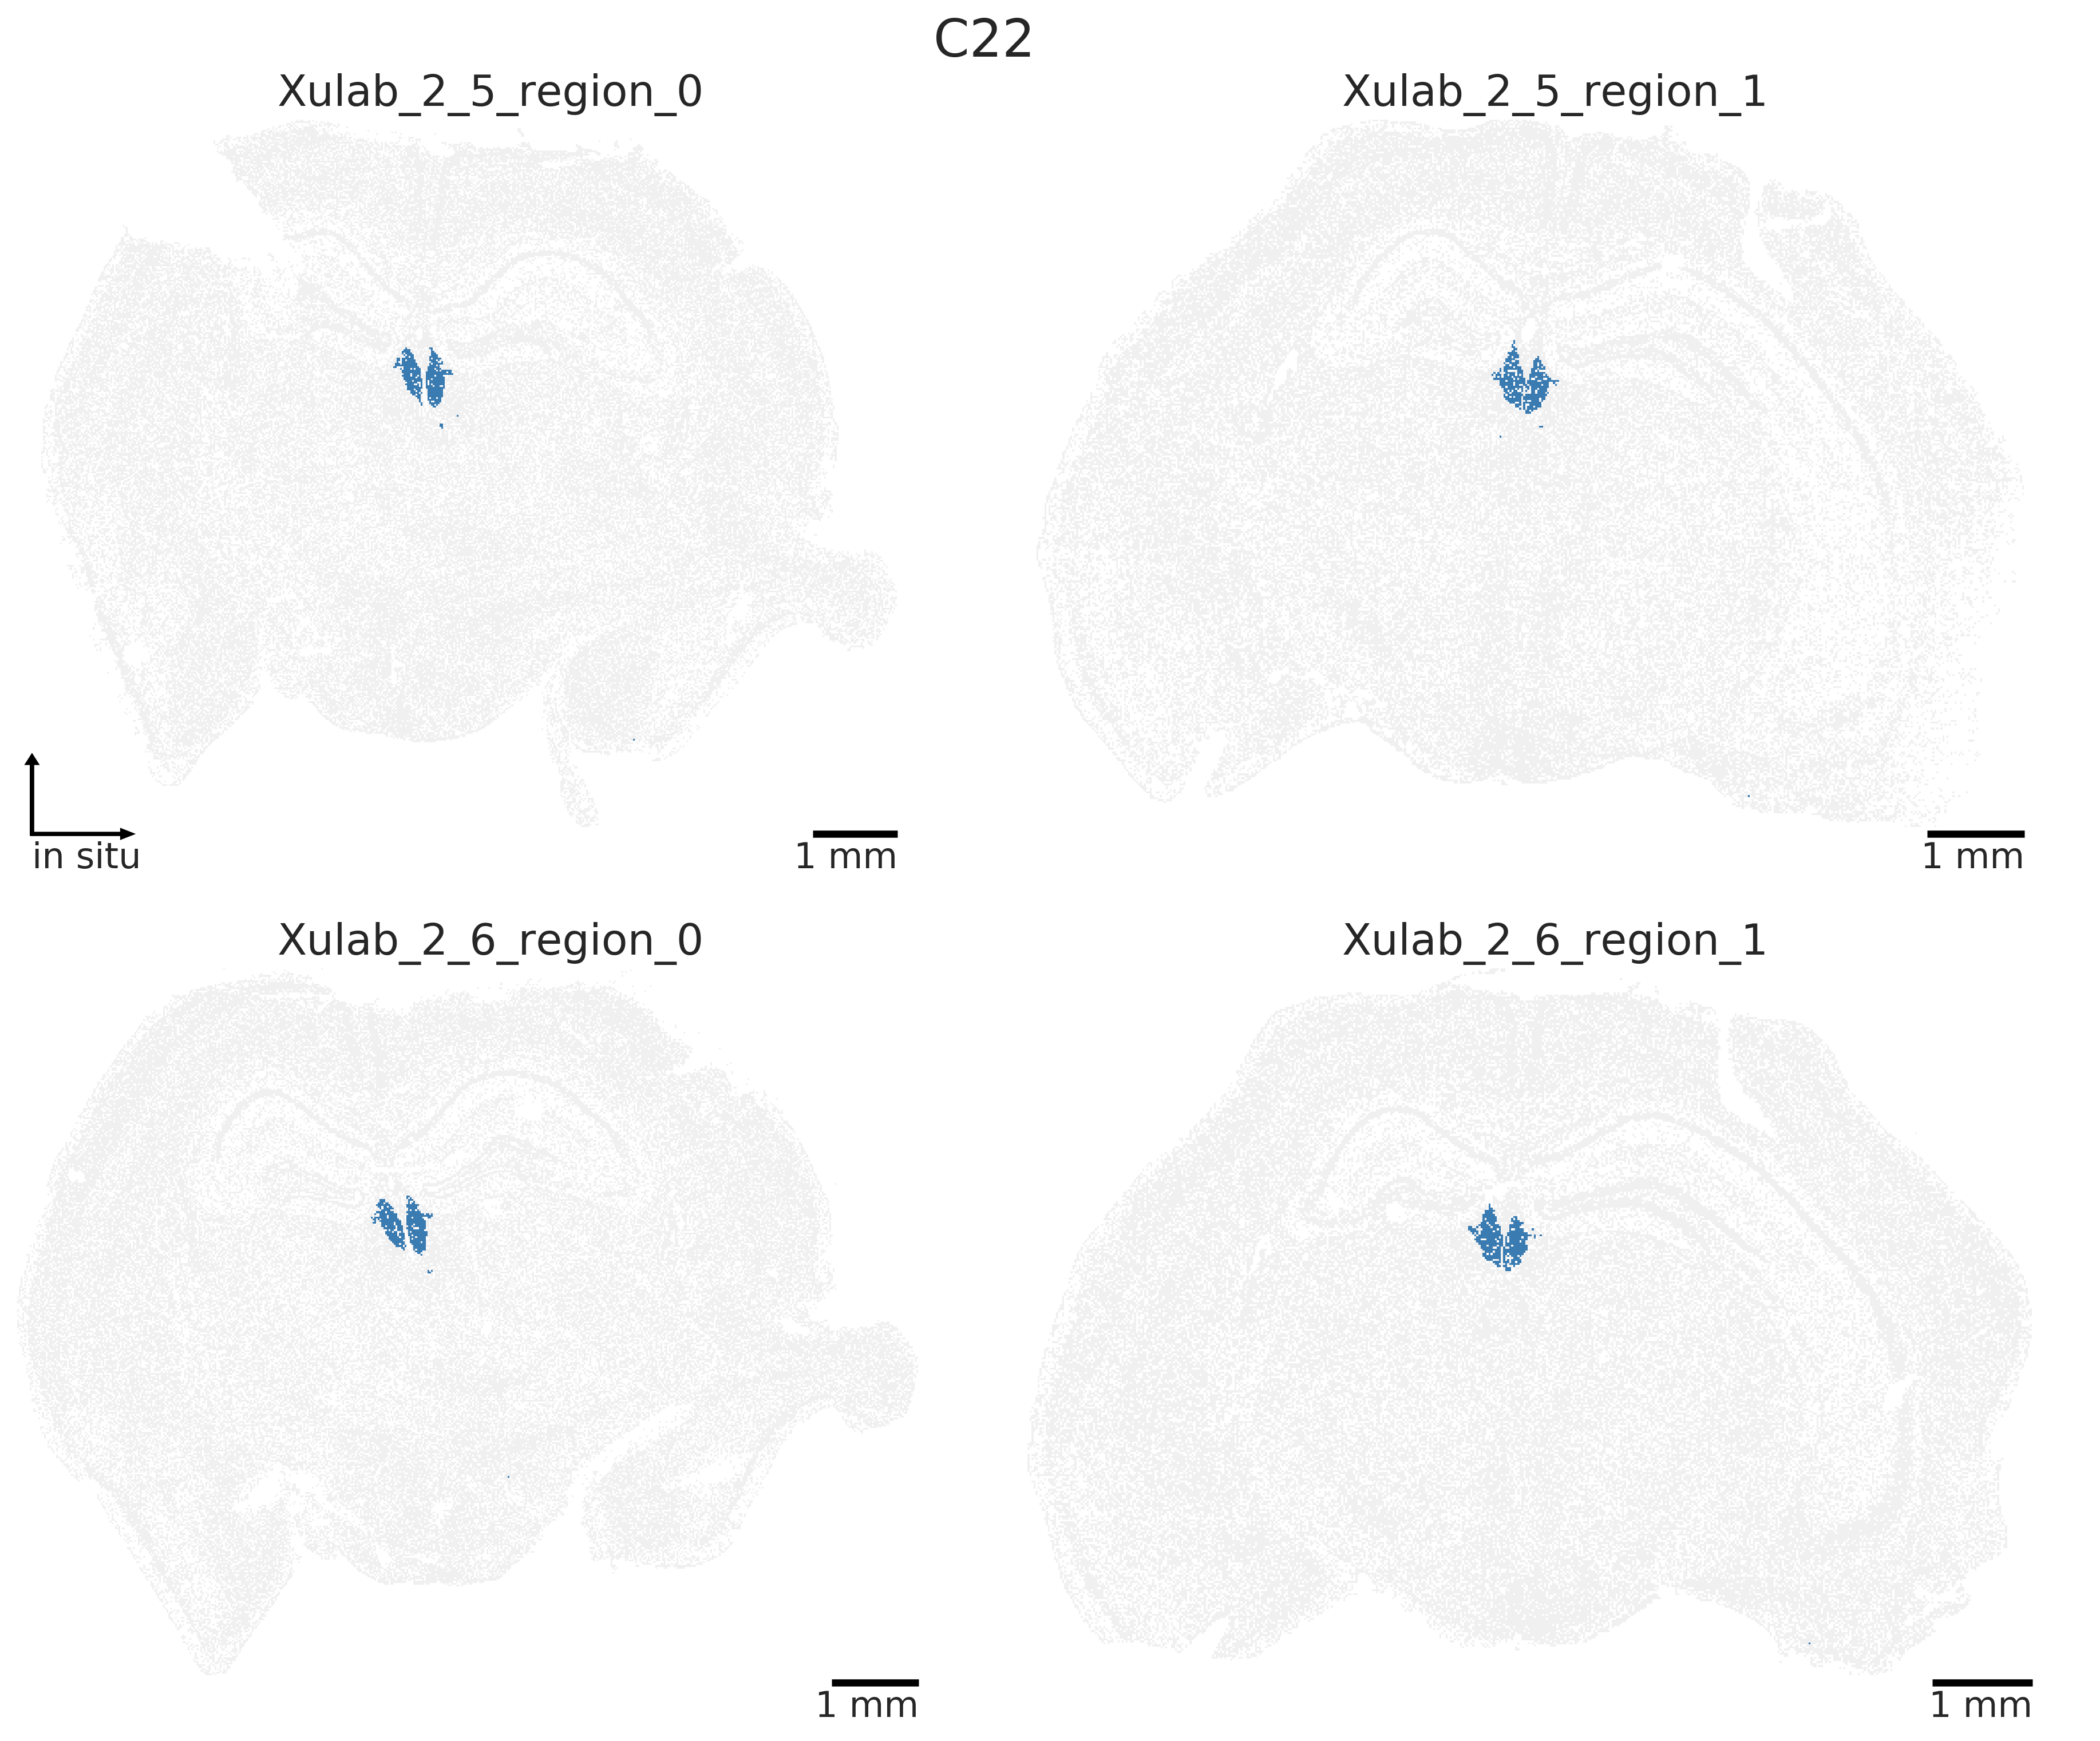 C22
Xulab_2_5_region_0
Xulab_2_5_region_1
in situ
1 mm
1 mm
Xulab_2_6_region_0
Xulab_2_6_region_1
1 mm
1 mm